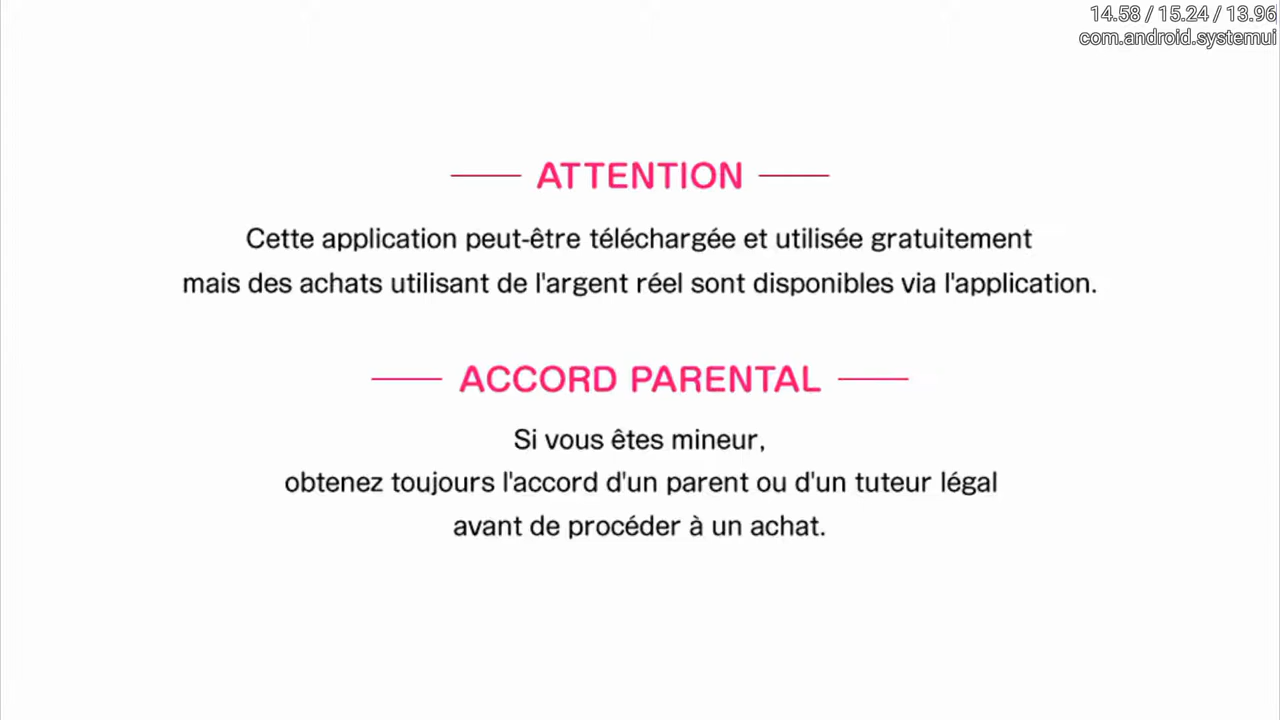 14.58 / 15.24 / 13.96
com.android.systemui
ATTENTION
Cette application peut-être téléchargée et utilisée gratuitement
mais des achats utilisant de l'argent réel sont disponibles via l'application.
ACCORD PARENTAL
Si vous êtes mineur,
obtenez toujours l'accord d'un parent ou d'un tuteur légal
avant de procéder à un achat.